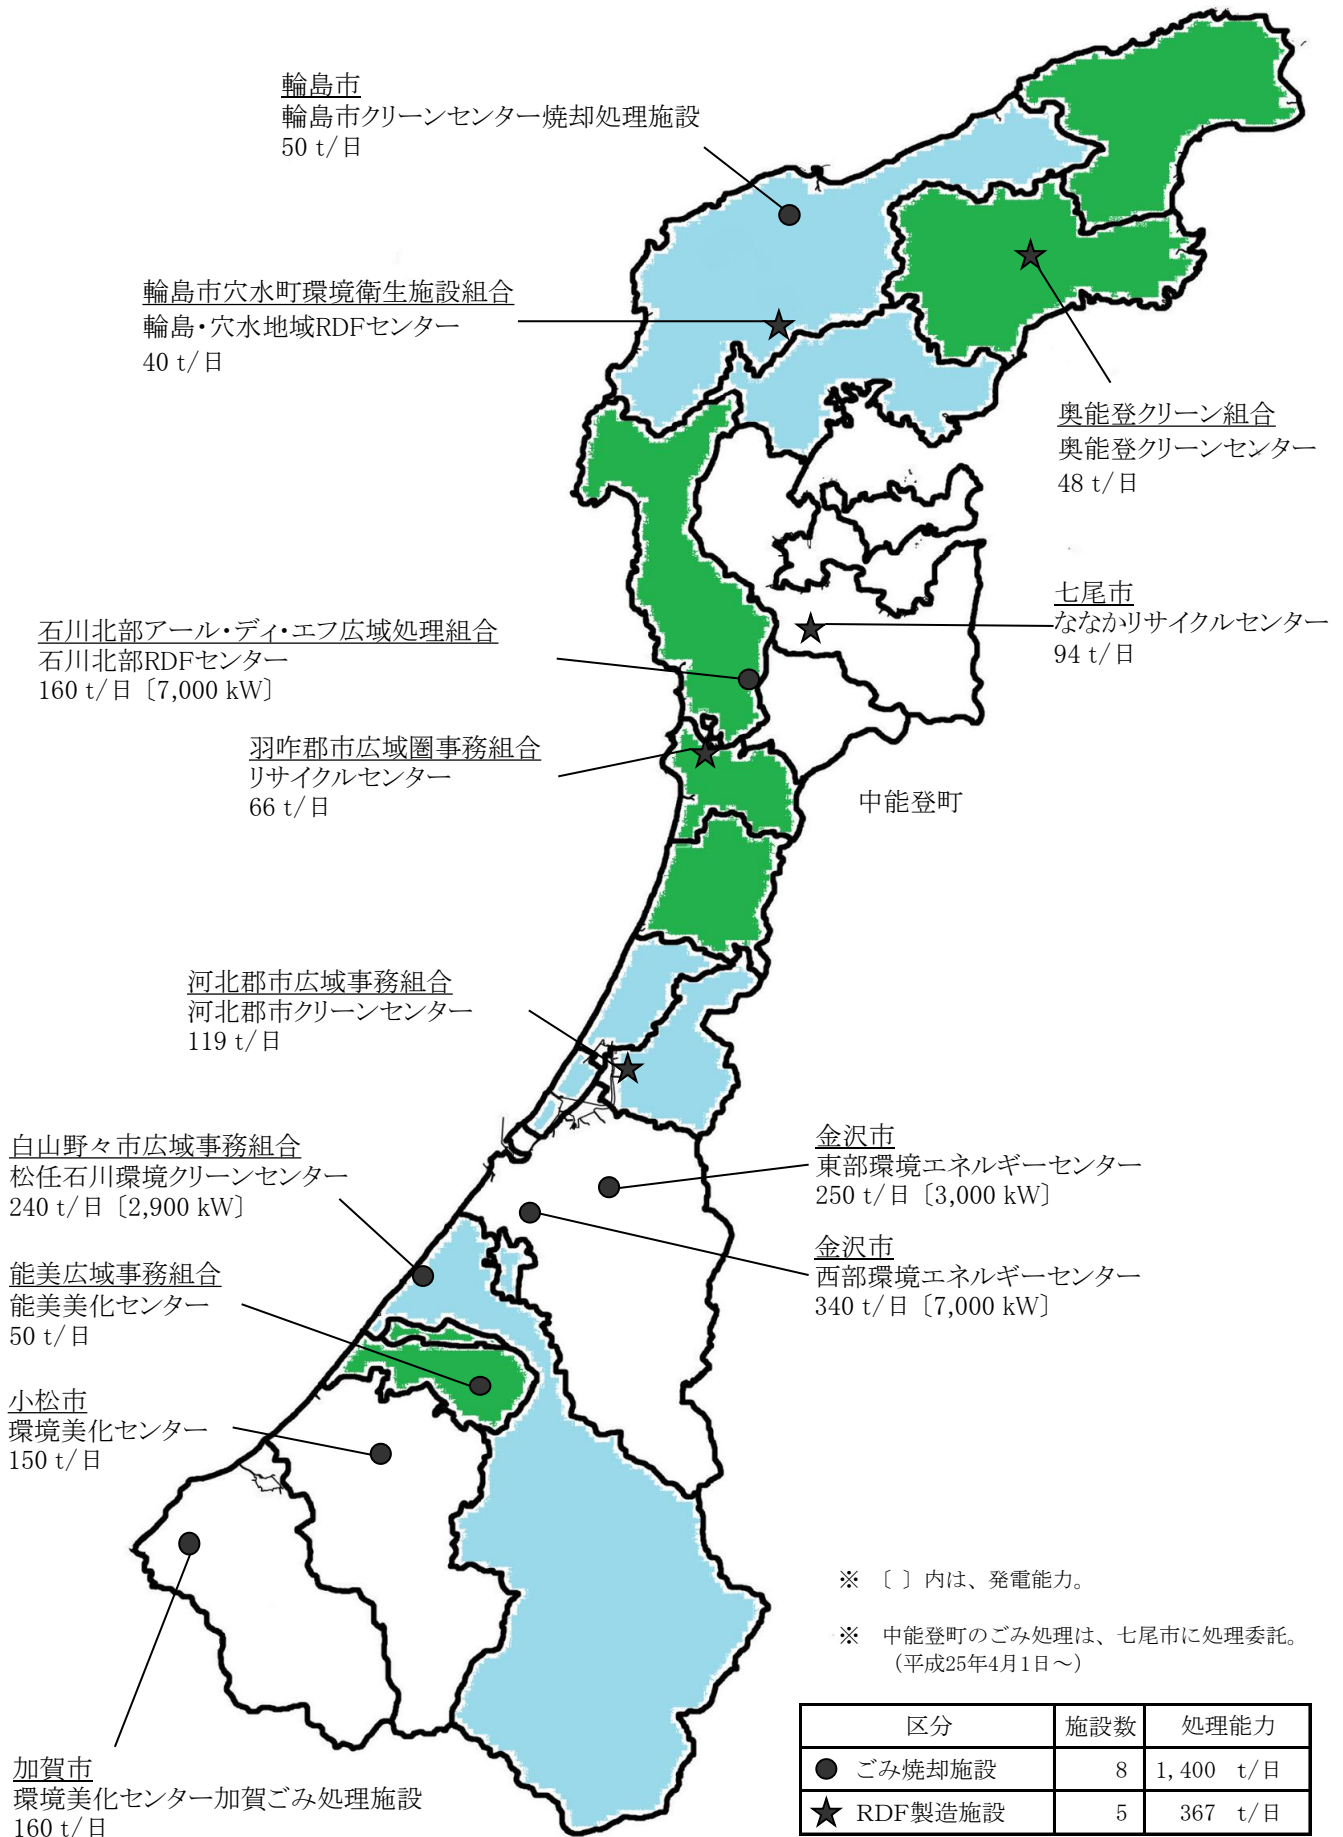 輪島市
輪島市クリーンセンター焼却処理施設
50 t/日
輪島市穴水町環境衛生施設組合
輪島・穴水地域RDFセンター
40 t/日
奥能登クリーン組合
奥能登クリーンセンター
48 t/日
七尾市
ななかリサイクルセンター
94 t/日
石川北部アール・ディ・エフ広域処理組合
石川北部RDFセンター
160 t/日〔7,000 kW〕
羽咋郡市広域圏事務組合
リサイクルセンター
66 t/日
中能登町
河北郡市広域事務組合
河北郡市クリーンセンター
119 t/日
白山野々市広域事務組合
松任石川環境クリーンセンター
240 t/日〔2,900 kW〕
金沢市
東部環境エネルギーセンター
250 t/日〔3,000 kW〕
金沢市
西部環境エネルギーセンター
340 t/日〔7,000 kW〕
能美広域事務組合
能美美化センター
50 t/日
小松市
環境美化センター
150 t/日
加賀市
環境美化センター加賀ごみ処理施設
160 t/日
※ 〔 〕内は、発電能力。
※ 中能登町のごみ処理は、七尾市に処理委託。
（平成25年4月1日～）
区分 施設数 処理能力
● ごみ焼却施設 8 1,400 t/日
★ RDF製造施設 5 367 t/日